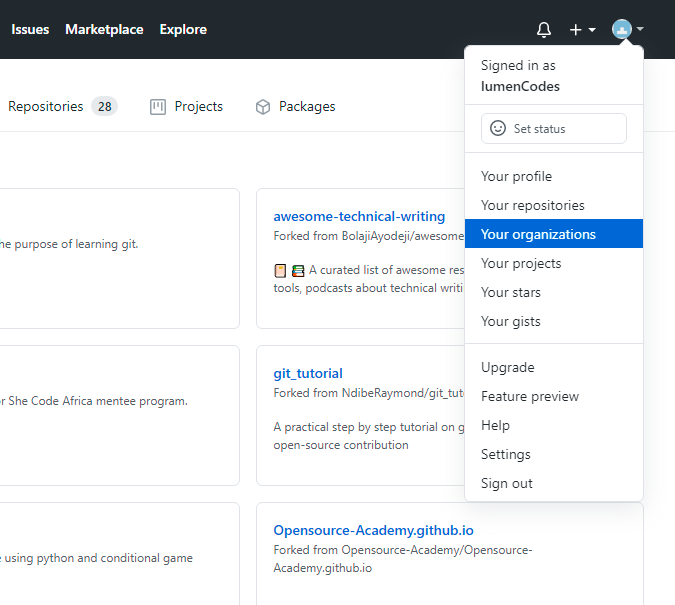 Issues Marketplace Explore
Signed in as
lumenCodes
Set status
Your profile
Your repositories
Your organizations
Your projects
Your stars
Your gists
Upgrade
Feature preview
Help
Settings
Sign out
Repositories 28 Projects Packages
he purpose of learning git.
awesome-technical-writing
Forked from BolajiAyodeji/awesome
A curated list of awesome res
tools, podcasts about technical writi
r She Code Africa mentee program.
git_tutorial
Forked from NdibeRaymond/git_tut
A practical step by step tutorial on g
open-source contribution
e using python and conditional game
Opensource-Academy.github.io
Forked from Opensource-Academy/Opensource-
Academy.github.io